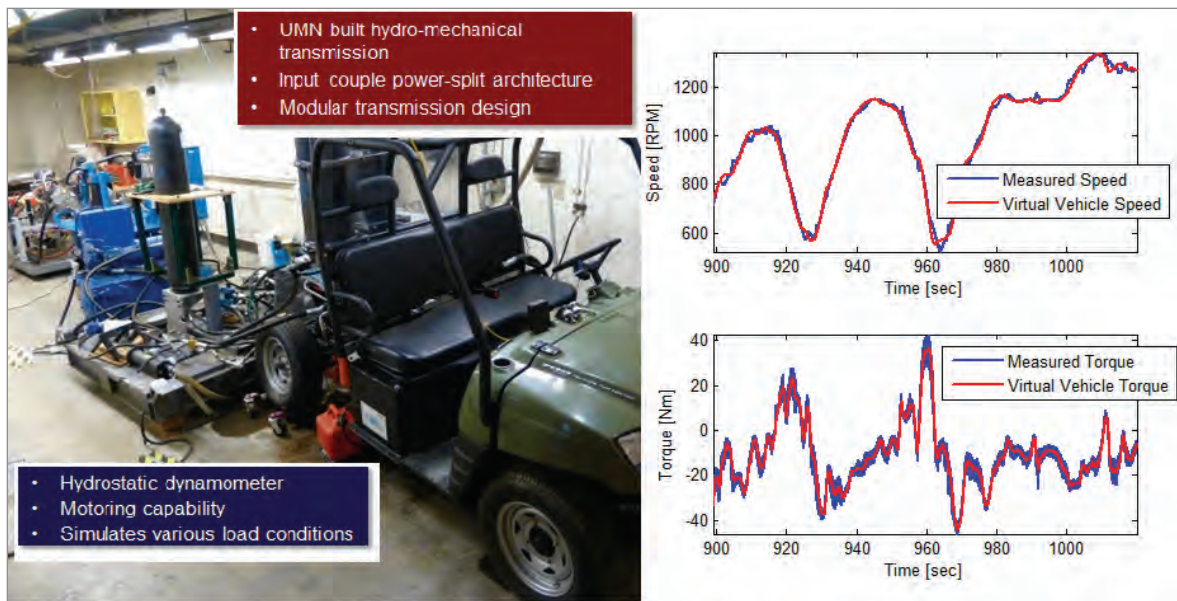 • UMN built hydro-mechanical
transmission
• Input couple power-split architecture
• Modular transmission design
• Hydrostatic dynamometer
• Motoring capability
• Simulates various load conditions
Speed [RPM]
1200
1000
800
600
Measured Speed
Virtual Vehicle Speed
900 920 940 960 980 1000
Time [sec]
Torque [Nm]
40
20
0
-20
-40
Measured Torque
Virtual Vehicle Torque
900 920 940 960 980 1000
Time [sec]